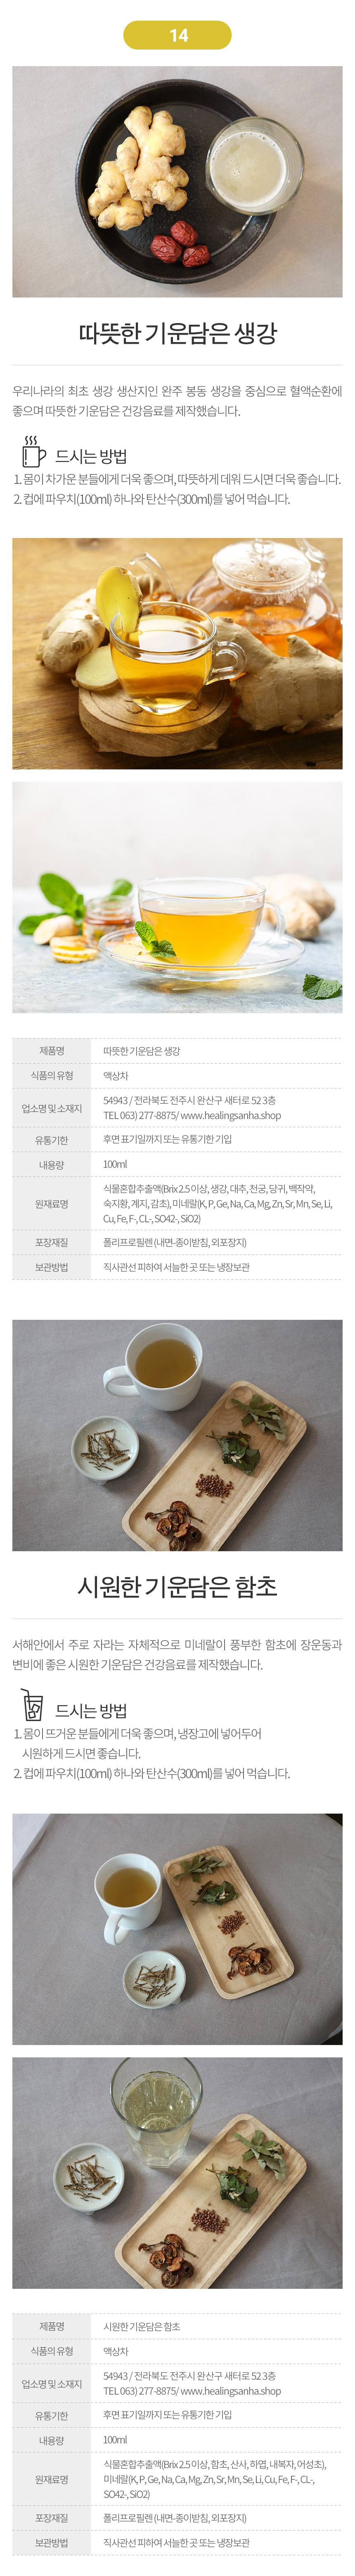 14
따뜻한 기운담은 생강
우리나라의 최초 생강 생산지인 완주 봉동 생강을 중심으로 혈액순환에
좋으며 따뜻한 기운담은 건강음료를 제작했습니다.
드시는 방법
1. 몸이 차가운 분들에게 더욱 좋으며, 따뜻하게 데워 드시면 더욱 좋습니다.
2. 컵에 파우치(100ml) 하나와 탄산수(300ml)를 넣어 먹습니다.
제품명 따뜻한 기운담은 생강
식품의 유형 액상차
업소명 및 소재지 54943 / 전라북도 전주시 완산구 새터로 52 3층
TEL 063) 277-8875/ www.healingsanha.shop
유통기한 후면 표기일까지 또는 유통기한 기입
내용량 100ml
원재료명 식물혼합추출액(Brix 2.5 이상, 생강, 대추, 천궁, 당귀, 백작약,
숙지황, 계지, 감초), 미네랄(K, P, Ge, Na, Ca, Mg, Zn, Sr, Mn, Se, Li,
Cu, Fe, F-, CL-, SO42-, SiO2)
포장재질 폴리프로필렌 (내면-종이받침, 외포장지)
보관방법 직사관선 피하여 서늘한 곳 또는 냉장보관
시원한 기운담은 함초
서해안에서 주로 자라는 자체적으로 미네랄이 풍부한 함초에 장운동과
변비에 좋은 시원한 기운담은 건강음료를 제작했습니다.
드시는 방법
1. 몸이 뜨거운 분들에게 더욱 좋으며, 냉장고에 넣어두어
시원하게 드시면 좋습니다.
2. 컵에 파우치(100ml) 하나와 탄산수(300ml)를 넣어 먹습니다.
제품명 시원한 기운담은 함초
식품의 유형 액상차
업소명 및 소재지 54943 / 전라북도 전주시 완산구 새터로 52 3층
TEL 063) 277-8875/ www.healingsanha.shop
유통기한 후면 표기일까지 또는 유통기한 기입
내용량 100ml
원재료명 식물혼합추출액(Brix 2.5 이상, 함초, 산사, 하엽, 내복자, 어성초),
미네랄(K, P, Ge, Na, Ca, Mg, Zn, Sr, Mn, Se, Li, Cu, Fe, F-, CL-,
SO42-, SiO2)
포장재질 폴리프로필렌 (내면-종이받침, 외포장지)
보관방법 직사관선 피하여 서늘한 곳 또는 냉장보관